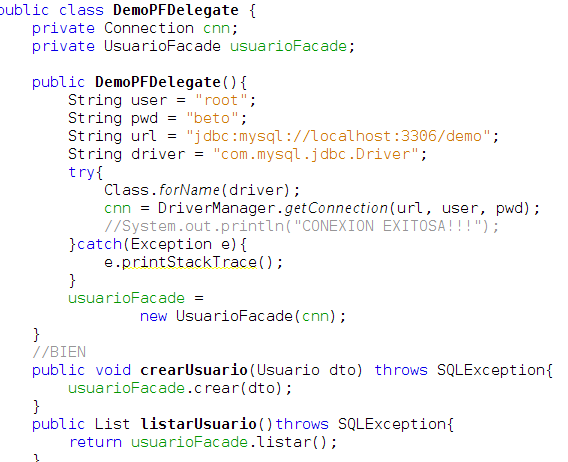 public class DemoPFDelegate {
    private Connection cnn;
    private UsuarioFacade usuarioFacade;

    public DemoPFDelegate(){
        String user = "root";
        String pwd = "beto";
        String url = "jdbc:mysql://localhost:3306/demo";
        String driver = "com.mysql.jdbc.Driver";
        try{
            Class.forName(driver);
            cnn = DriverManager.getConnection(url, user, pwd);
            //System.out.println("CONEXION EXITOSA!!!");
        }catch(Exception e){
            e.printStackTrace();
        }
        usuarioFacade =
                new UsuarioFacade(cnn);
    }
    //BIEN
    public void crearUsuario(Usuario dto) throws SQLException{
        usuarioFacade.crear(dto);
    }
    public List listarUsuario()throws SQLException{
        return usuarioFacade.listar();
    }